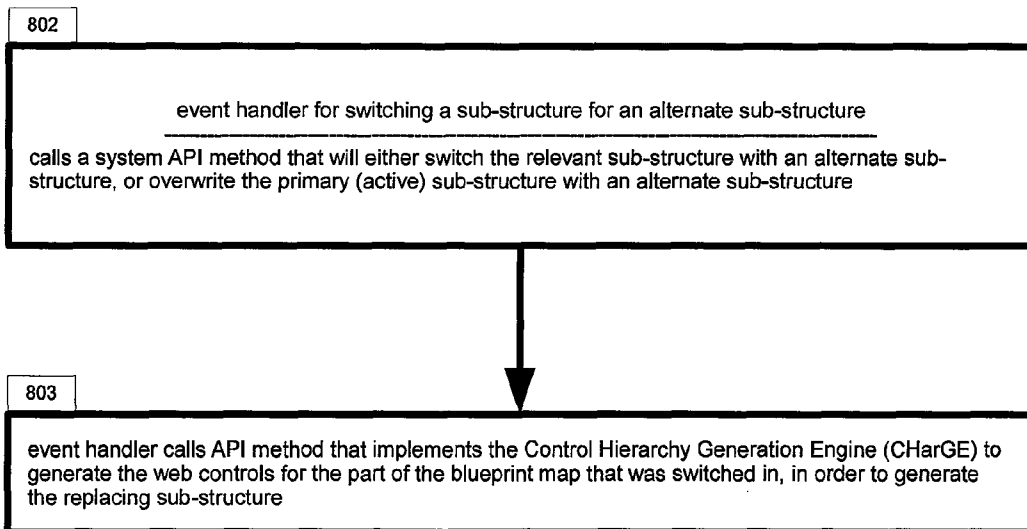 802
event handler for switching a sub-structure for an alternate sub-structure
calls a system API method that will either switch the relevant sub-structure with an alternate sub-
structure, or overwrite the primary (active) sub-structure with an alternate sub-structure
803
event handler calls API method that implements the Control Hierarchy Generation Engine (CHarGE) to
generate the web controls for the part of the blueprint map that was switched in, in order to generate
the replacing sub-structure